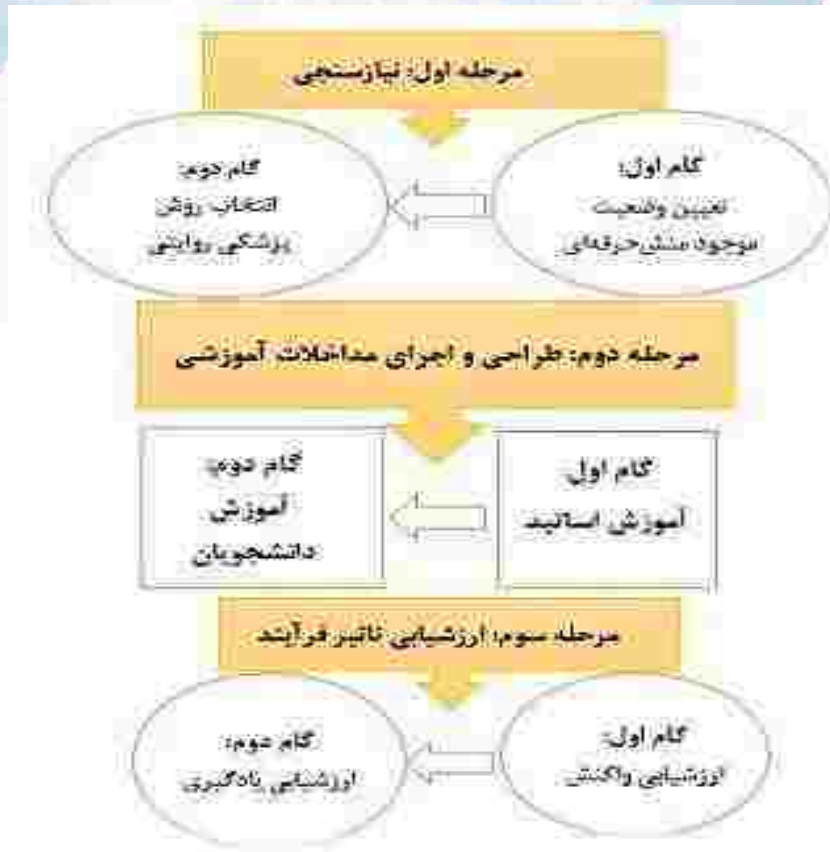 مرحله اول: نیازسنجی
گام اول:
تعیین وضعیت
موجود منش‌حرفه‌ای
گام دوم:
انتخاب روش
پزشکی روایتی
مرحله دوم: طراحی و اجرای مداخلات آموزشی
گام اول
آموزش اساتید
گام دوم:
آموزش
دانشجویان
مرحله سوم: ارزشیابی تاثیر فرآیند
گام اول:
ارزشیابی واکنش
گام دوم:
ارزشیابی یادگیری